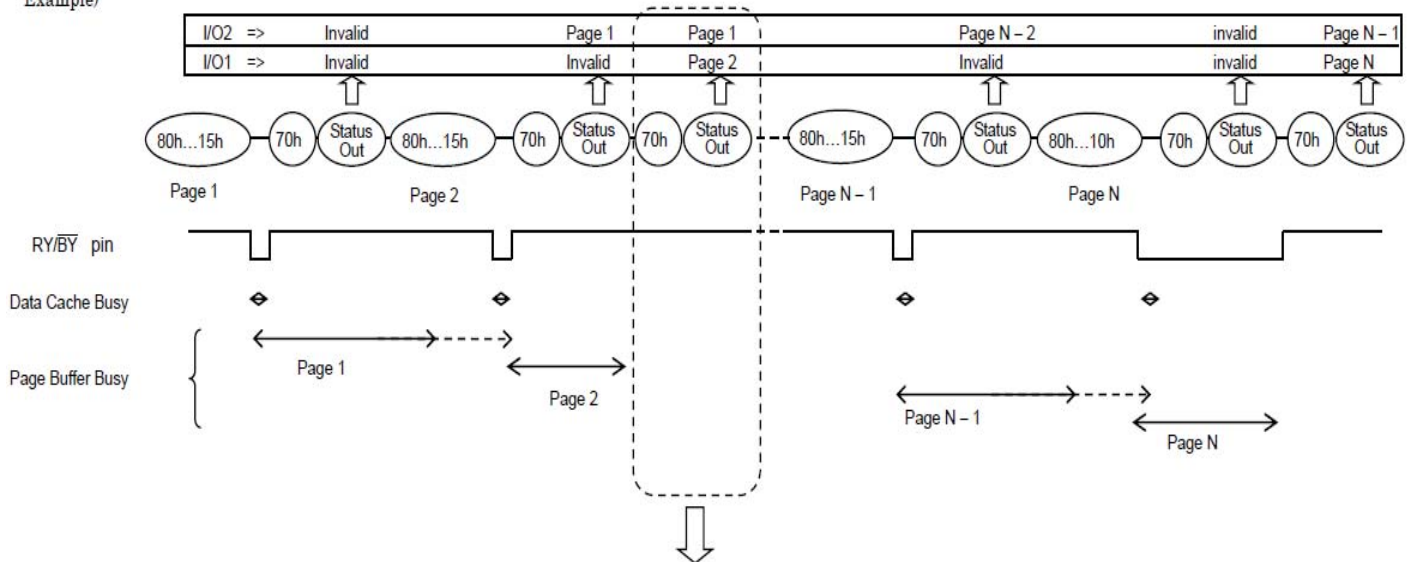 Example)
I/O2 => Invalid Page 1 Page 1 Page N – 2 invalid Page N – 1
I/O1 => Invalid Invalid Page 2 Invalid invalid Page N
80h...15h 70h Status Out 80h...15h 70h Status Out 70h Status Out 80h...15h 70h Status Out 80h...10h 70h Status Out 70h Status Out
Page 1 Page 2 Page N – 1 Page N
RY/BY pin
Data Cache Busy
Page Buffer Busy
Page 1
Page 2
Page N – 1
Page N